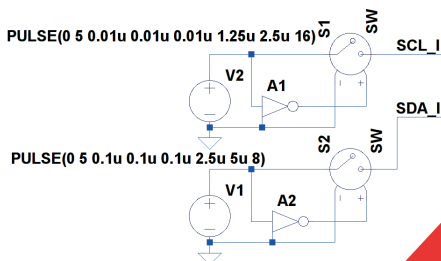 PULSE(0 5 0.01u 0.01u 0.01u 1.25u 2.5u 16)
S1
SW
SCL_I
V2
A1
SDA_I
PULSE(0 5 0.1u 0.1u 0.1u 2.5u 5u 8)
S2
SW
V1
A2